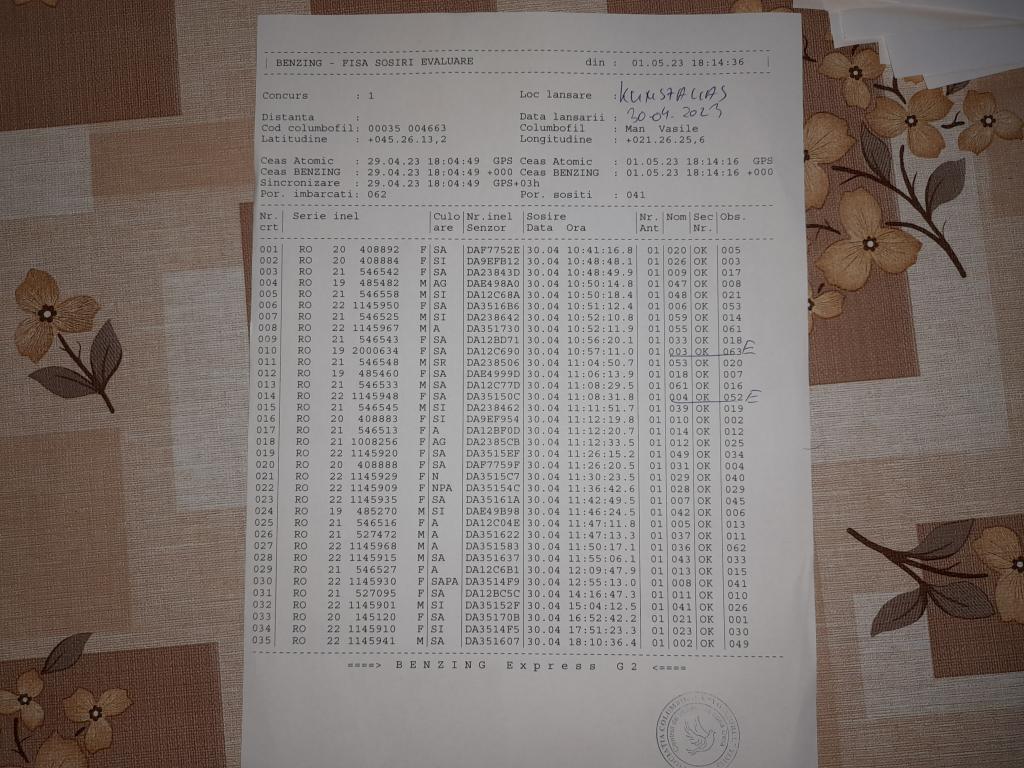 BENZING - FISA SOSIRI EVALUARE din : 01.05.23 18:14:36
Concurs : 1 Loc lansare :
Distanta : Data lansarii : 30-04.2023
Cod columbofil: 00035 004663 Columbofil : Man Vasile
Latitudine : +045.26.13,2 Longitudine : +021.26.25,6
Ceas Atomic : 29.04.23 18:04:49 GPS Ceas Atomic : 01.05.23 18:14:16 GPS
Ceas BENZING : 29.04.23 18:04:49 +000 Ceas BENZING : 01.05.23 18:14:16 +000
Sincronizare : 29.04.23 18:04:49 GPS+03h
Por. imbarcati: 062 Por. sositi : 041
Nr. Serie inel Culo Nr.inel Sosire Nr. Nom Sec Obs.
crt are Senzor Data Ora Ant Nr.
001 RO 20 408892 F SA DAF7752E 30.04 10:41:16.8 01 020 OK 005
002 RO 20 408884 F SI DA9EFB12 30.04 10:48:48.1 01 026 OK 003
003 RO 21 546542 F SA DA23843D 30.04 10:48:49.9 01 009 OK 017
004 RO 19 485482 M AG DAE498A0 30.04 10:50:14.8 01 047 OK 008
005 RO 21 546558 M SI DA12C68A 30.04 10:50:18.4 01 048 OK 021
006 RO 22 1145950 F SA DA3516B6 30.04 10:51:12.4 01 006 OK 053
007 RO 21 546525 M SI DA238642 30.04 10:52:10.8 01 059 OK 014
008 RO 22 1145967 M A DA351730 30.04 10:52:11.9 01 055 OK 061
009 RO 21 546543 F SA DA12BD71 30.04 10:56:20.1 01 033 OK 018
010 RO 19 2000634 F SA DA12C690 30.04 10:57:11.0 01 003 OK 063 E
011 RO 21 546548 M SR DA238506 30.04 11:04:50.7 01 053 OK 020
012 RO 19 485460 F SA DAE4999D 30.04 11:06:13.9 01 018 OK 007
013 RO 21 546533 M SA DA12C77D 30.04 11:08:29.5 01 061 OK 016
014 RO 22 1145948 F SA DA35150C 30.04 11:08:31.8 01 004 OK 052 E
015 RO 21 546545 M SI DA238462 30.04 11:11:51.7 01 039 OK 019
016 RO 20 408883 F SI DA9EF954 30.04 11:12:19.8 01 010 OK 002
017 RO 21 546513 F A DA12BF0D 30.04 11:12:20.7 01 014 OK 012
018 RO 21 1008256 F AG DA2385CB 30.04 11:12:33.5 01 012 OK 025
019 RO 22 1145920 F SA DA3515EF 30.04 11:26:15.2 01 049 OK 034
020 RO 20 408888 F SA DAF7759F 30.04 11:26:20.5 01 031 OK 004
021 RO 22 1145929 F N DA3515C7 30.04 11:30:23.5 01 029 OK 040
022 RO 22 1145909 F NPA DA35154C 30.04 11:36:42.6 01 028 OK 029
023 RO 22 1145935 F SA DA35161A 30.04 11:42:49.5 01 007 OK 045
024 RO 19 485270 M SI DAE49B98 30.04 11:46:24.5 01 042 OK 006
025 RO 21 546516 F A DA12C04E 30.04 11:47:11.8 01 005 OK 013
026 RO 21 527472 M A DA351622 30.04 11:47:13.3 01 037 OK 011
027 RO 22 1145968 M A DA351583 30.04 11:50:17.1 01 036 OK 062
028 RO 22 1145915 M SA DA351637 30.04 11:55:06.1 01 043 OK 033
029 RO 21 546527 F A DA12C6B1 30.04 12:09:47.9 01 013 OK 015
030 RO 22 1145930 F SAPA DA3514F9 30.04 12:55:13.0 01 008 OK 041
031 RO 21 527095 F SA DA12BC5C 30.04 14:16:47.3 01 011 OK 010
032 RO 22 1145901 M SI DA35152F 30.04 15:04:12.5 01 041 OK 026
033 RO 20 145120 F SA DA35170B 30.04 16:52:42.2 01 021 OK 001
034 RO 22 1145910 F SI DA3514F5 30.04 17:51:23.3 01 023 OK 030
035 RO 22 1145941 M SA DA351607 30.04 18:10:36.4 01 002 OK 049
====> BENZING Express G2 <====